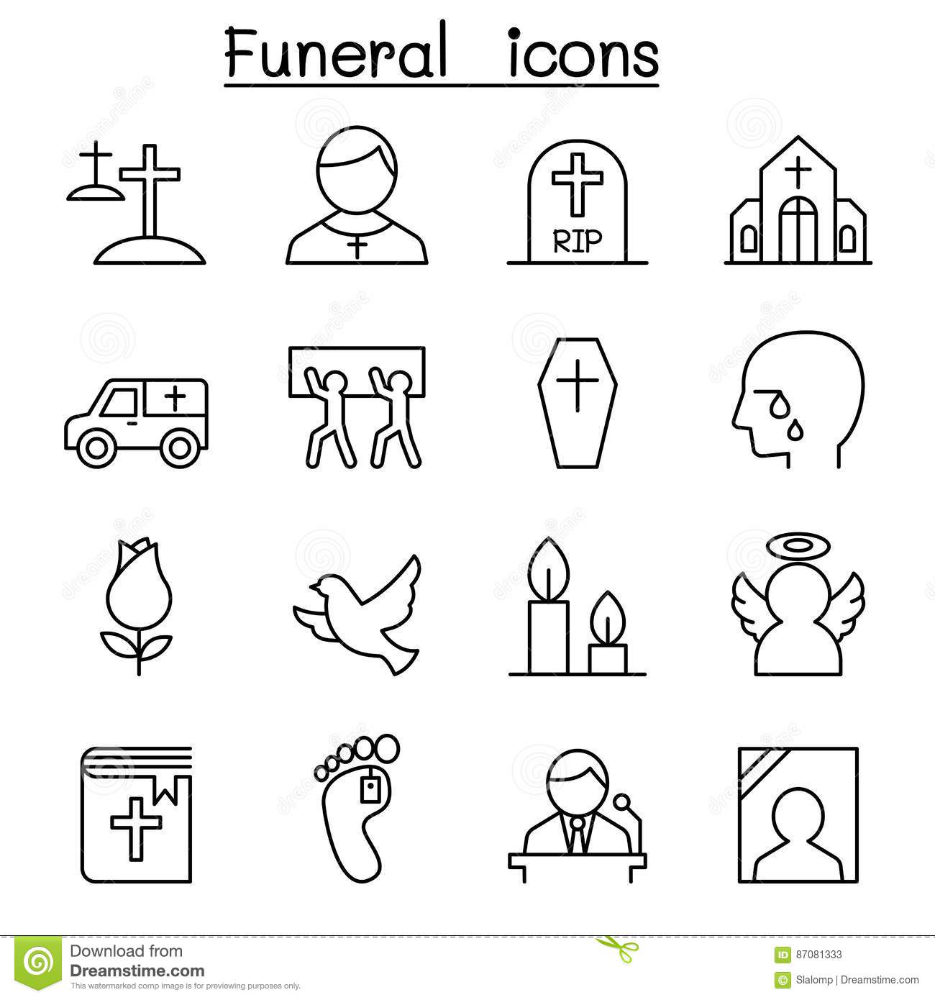 Funeral icons
RIP
Download from
Dreamstime.com
This watermarked comp image is for previewing purposes only.
ID 87081333
© Slalomp | Dreamstime.com